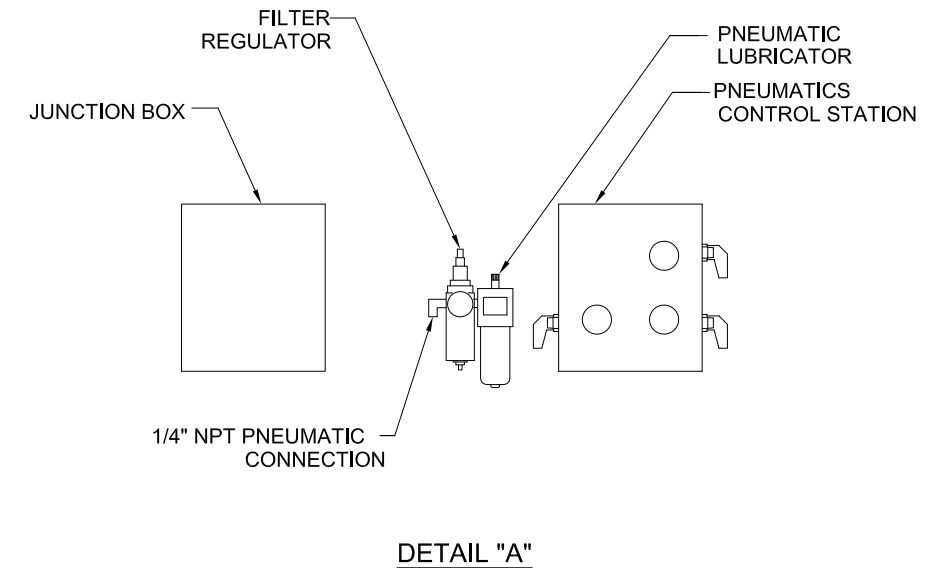 FILTER
REGULATOR
PNEUMATIC
LUBRICATOR
JUNCTION BOX
PNEUMATICS
CONTROL STATION
1/4" NPT PNEUMATIC
CONNECTION
DETAIL "A"